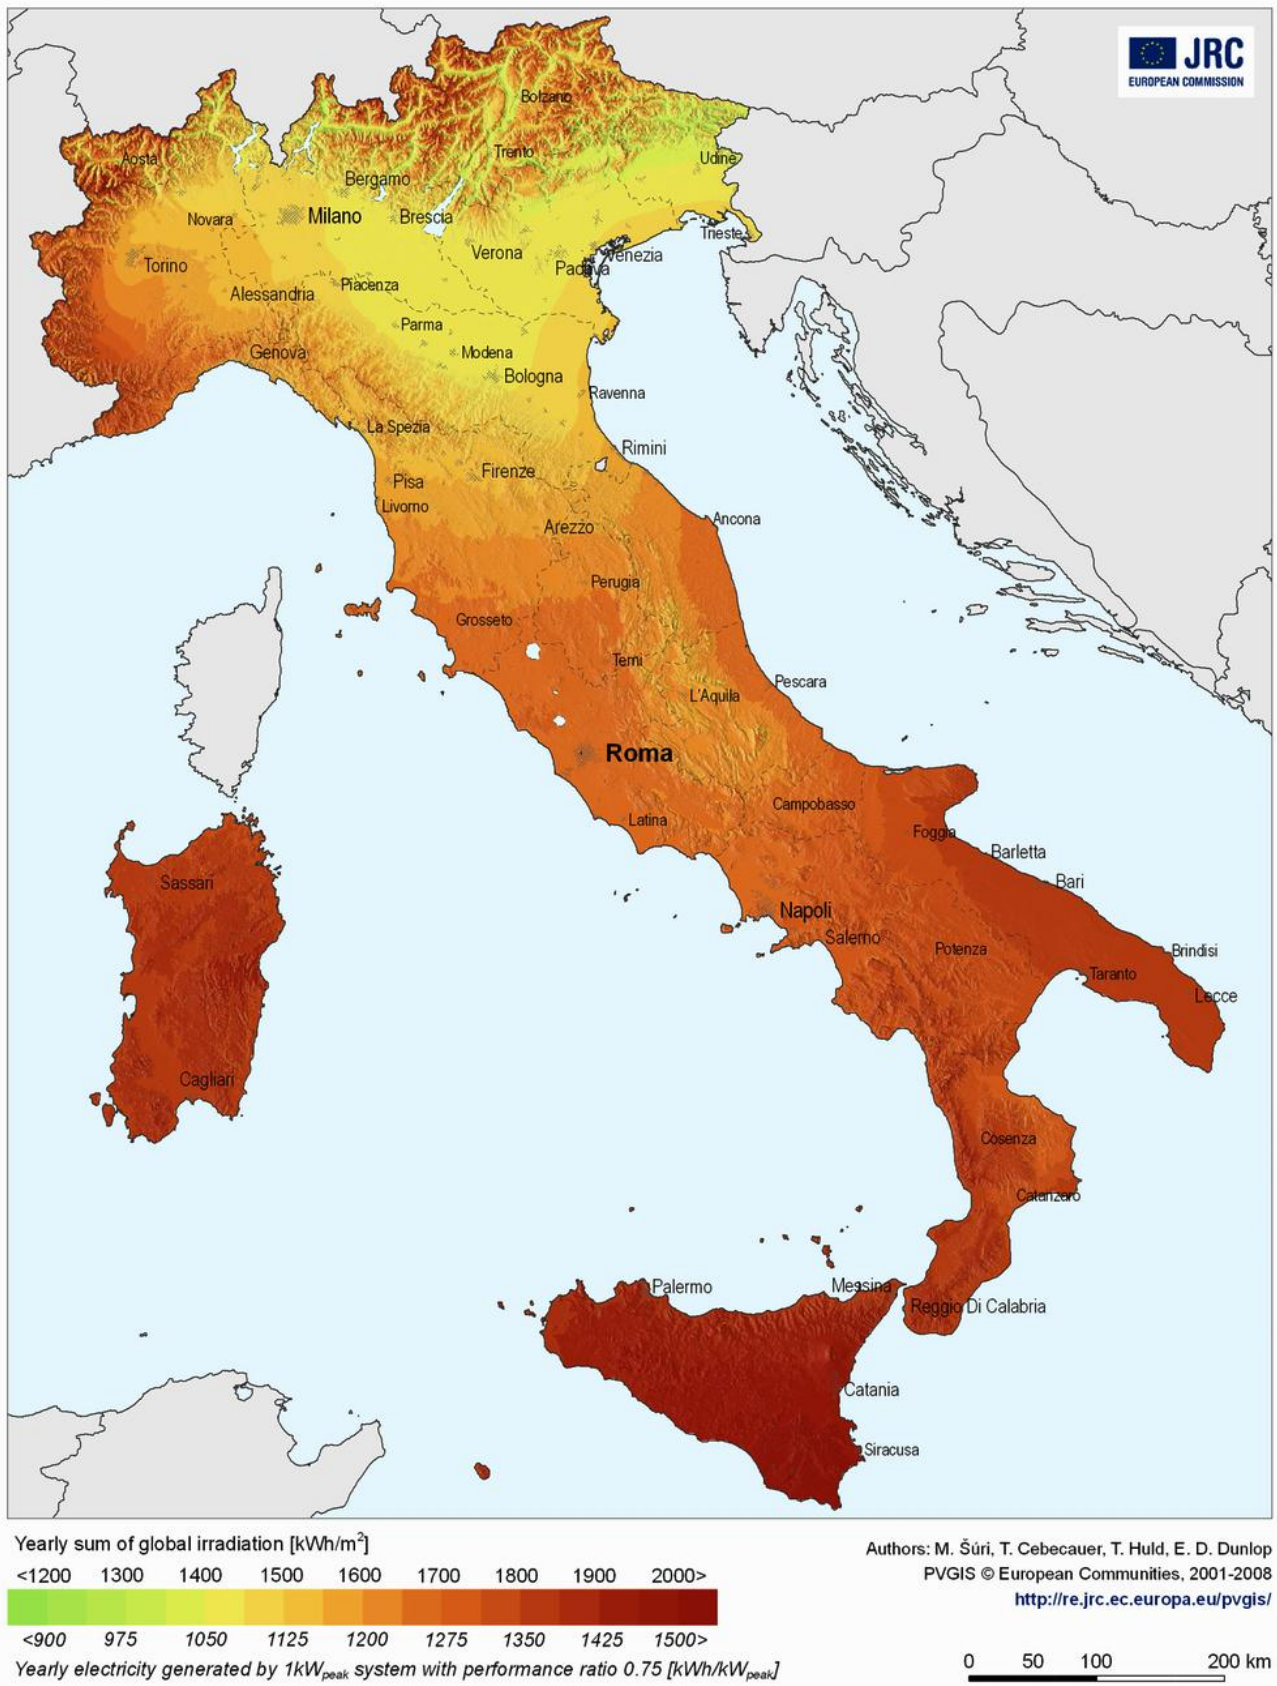 JRC
EUROPEAN COMMISSION
Bolzano
Trento
Udine
Aosta
Bergamo
Novara
Milano
Brescia
Trieste
Verona
Venezia
Padova
Torino
Alessandria
Piacenza
Parma
Genova
Modena
Bologna
Ravenna
La Spezia
Rimini
Firenze
Pisa
Livorno
Ancona
Arezzo
Perugia
Grosseto
Terni
Pescara
L'Aquila
Roma
Campobasso
Latina
Foggia
Barletta
Bari
Sassari
Napoli
Salerno
Potenza
Brindisi
Taranto
Lecce
Cagliari
Cosenza
Catanzaro
Palermo
Messina
Reggio Di Calabria
Catania
Siracusa
Yearly sum of global irradiation [kWh/m²]
<1200 1300 1400 1500 1600 1700 1800 1900 2000>
<900 975 1050 1125 1200 1275 1350 1425 1500>
Yearly electricity generated by 1kWpeak system with performance ratio 0.75 [kWh/kWpeak]
Authors: M. Šúri, T. Cebecauer, T. Huld, E. D. Dunlop
PVGIS © European Communities, 2001-2008
http://re.jrc.ec.europa.eu/pvgis/
0 50 100 200 km